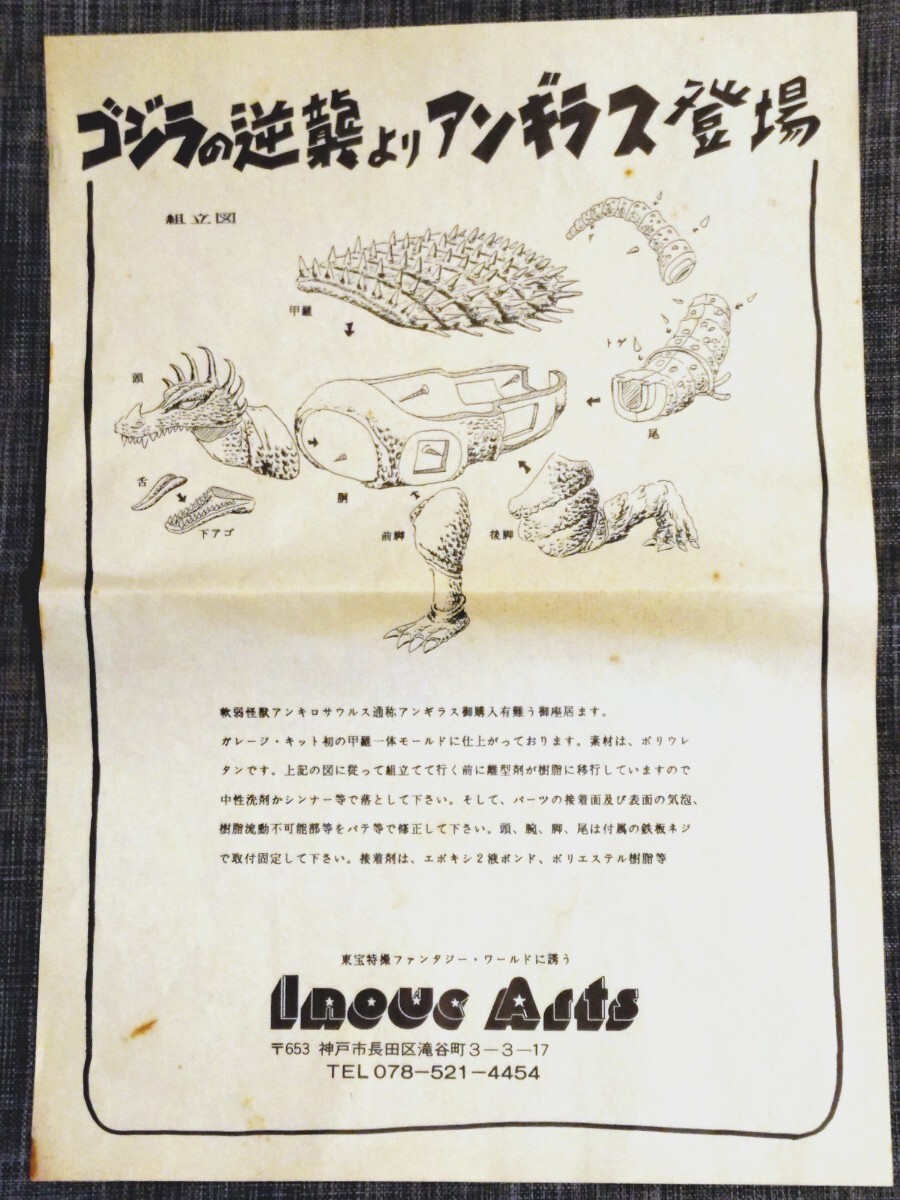 ゴジラの逆襲よりアンギラス登場
組立図
甲羅
トゲ
頭
尾
舌
胴
下アゴ
前脚
後脚
軟弱怪獣アンキロサウルス通称アンギラス御購入有難う御座居ます。
ガレージ・キット初の甲羅一体モールドに仕上がっております。素材は、ポリウレ
タンです。上記の図に従って組立てて行く前に離型剤が樹脂に移行していますので
中性洗剤かシンナー等で落として下さい。そして、パーツの接着面及び表面の気泡、
樹脂流動不可能部等をパテ等で修正して下さい。頭、腕、脚、尾は付属の鉄板ネジ
で取付固定して下さい。接着剤は、エポキシ2液ボンド、ポリエステル樹脂等
東宝特撮ファンタジー・ワールドに誘う
Inoue Arts
〒653 神戸市長田区滝谷町3-3-17
TEL 078-521-4454